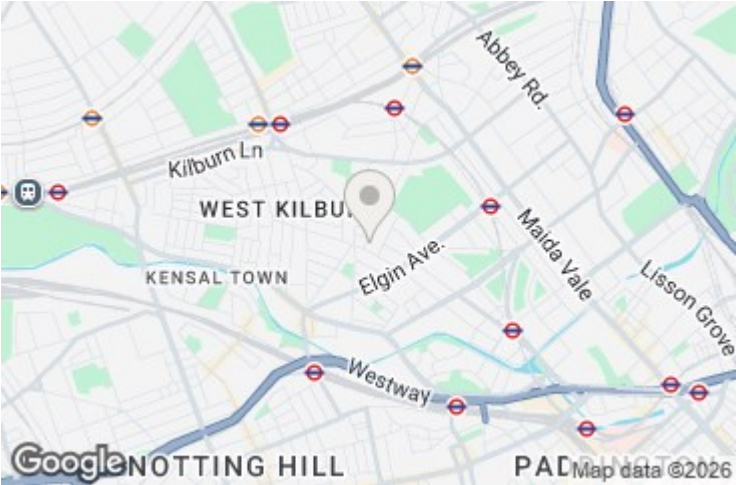 Abbey Rd.
Kilburn Ln
WEST KILBU
Maida Vale
Elgin Ave.
KENSAL TOWN
Lisson Grove
Westway
Google
NOTTING HILL
PADDINGTON
Map data ©2026